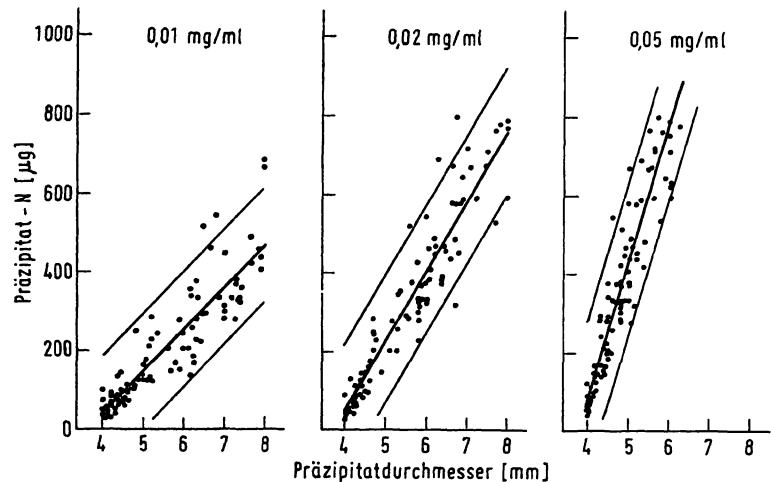 1000
800
600
400
200
0
Präzipitat-N [µg]
0,01 mg/ml
0,02 mg/ml
0,05 mg/ml
4 5 6 7 8
4 5 6 7 8
4 5 6 7 8
Präzipitatdurchmesser [mm]